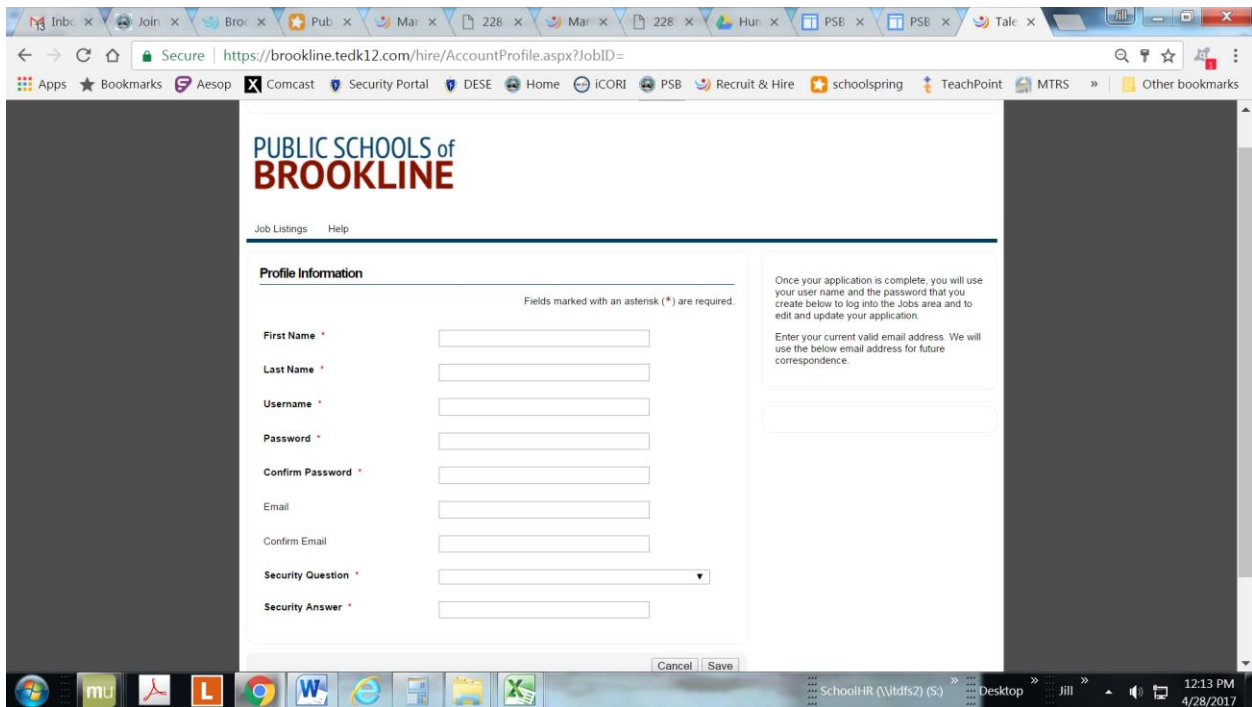 Inbc Join Broc Pub Mar 228 Mar 228 Hun PSB PSB Tale Jill
Secure https://brookline.tedk12.com/hire/AccountProfile.aspx?JobID=
Apps Bookmarks Aesop Comcast Security Portal DESE Home iCORI PSB Recruit & Hire schoolspring TeachPoint MTRS » Other bookmarks
PUBLIC SCHOOLS of
BROOKLINE
Job Listings Help
Profile Information
Fields marked with an asterisk (*) are required.
First Name *
Last Name *
Username *
Password *
Confirm Password *
Email
Confirm Email
Security Question *
Security Answer *
Cancel Save
Once your application is complete, you will use
your user name and the password that you
create below to log into the Jobs area and to
edit and update your application.
Enter your current valid email address. We will
use the below email address for future
correspondence.
mu L SchoolHR (\\itdfs2) (S:) » Desktop » Jill » 12:13 PM
4/28/2017